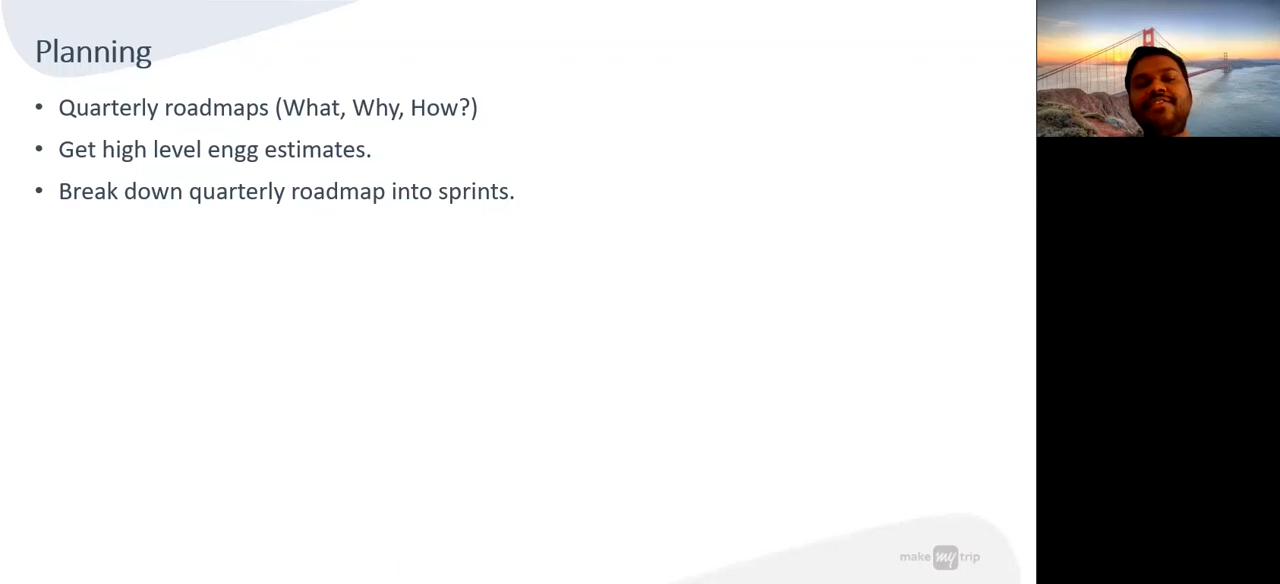 Planning
• Quarterly roadmaps (What, Why, How?)
• Get high level engg estimates.
• Break down quarterly roadmap into sprints.
make my trip